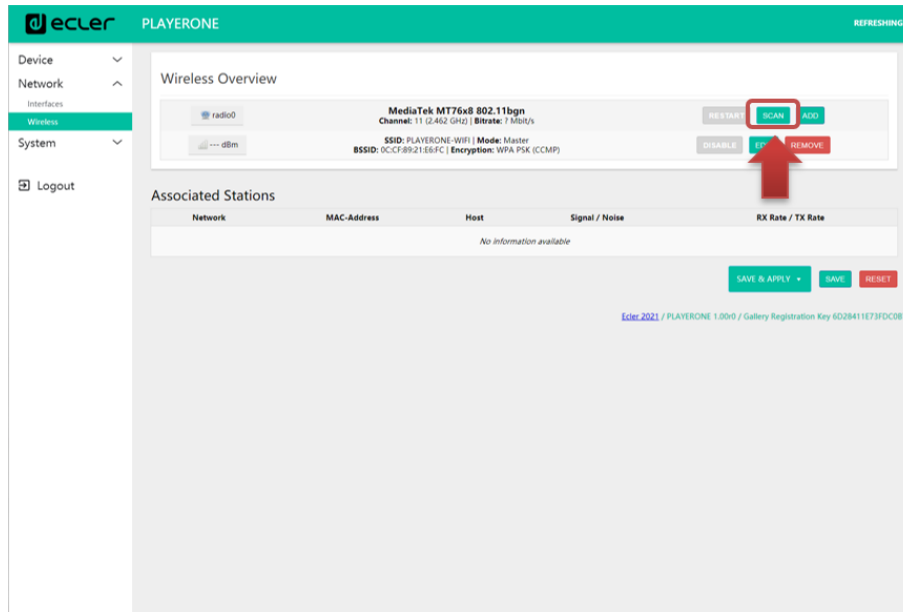 ecler
PLAYERONE
REFRESHING
Device
Network
Interfaces
Wireless
System
Logout
Wireless Overview
radio0
MediaTek MT76x8 802.11bgn
Channel: 11 (2.462 GHz) | Bitrate: ? Mbit/s
RESTART SCAN ADD
--- dBm
SSID: PLAYERONE-WIFI | Mode: Master
BSSID: 0C:CF:89:21:E6:FC | Encryption: WPA PSK (CCMP)
DISABLE REMOVE
Associated Stations
Network MAC-Address Host Signal / Noise RX Rate / TX Rate
No information available
SAVE & APPLY SAVE RESET
Ecler 2021 / PLAYERONE 1.00r0 / Gallery Registration Key 6D28411E73FDC08